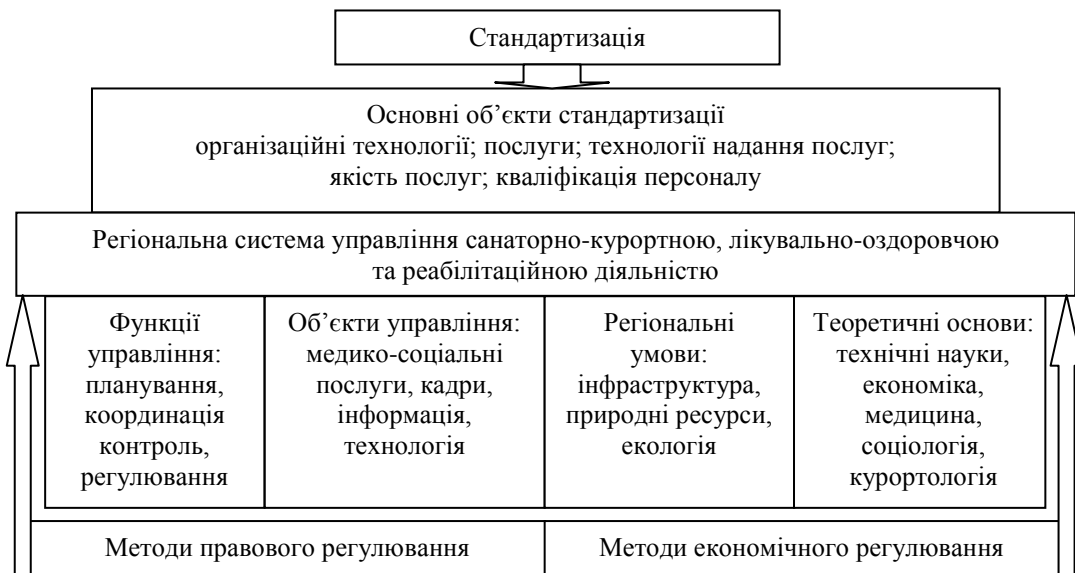 Стандартизація
Основні об’єкти стандартизації
організаційні технології; послуги; технології надання послуг;
якість послуг; кваліфікація персоналу
Регіональна система управління санаторно-курортною, лікувально-оздоровчою
та реабілітаційною діяльністю
Функції
управління:
планування,
координація
контроль,
регулювання
Об’єкти управління:
медико-соціальні
послуги, кадри,
інформація,
технологія
Регіональні
умови:
інфраструктура,
природні ресурси,
екологія
Теоретичні основи:
технічні науки,
економіка,
медицина,
соціологія,
курортологія
Методи правового регулювання
Методи економічного регулювання